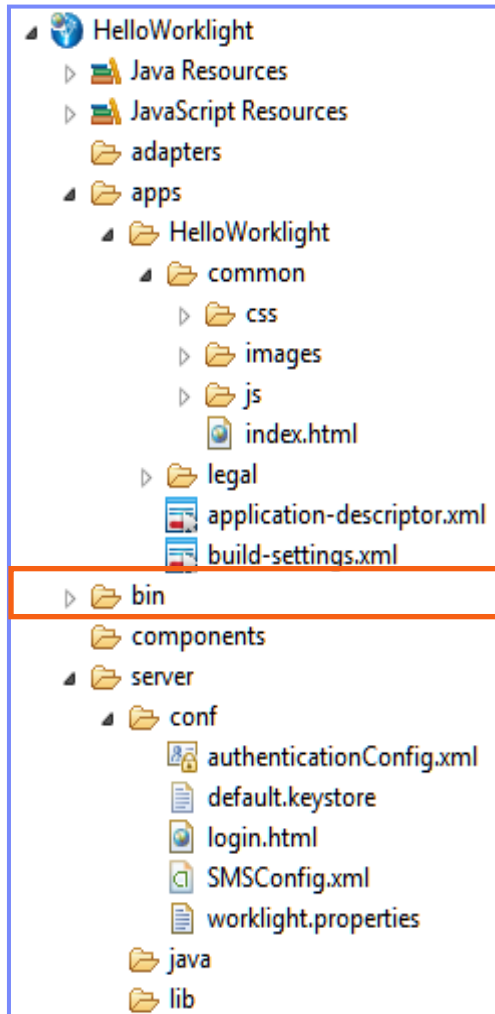 HelloWorklight
Java Resources
JavaScript Resources
adapters
apps
HelloWorklight
common
css
images
js
index.html
legal
application-descriptor.xml
build-settings.xml
bin
components
server
conf
authenticationConfig.xml
default.keystore
login.html
SMSConfig.xml
worklight.properties
java
lib